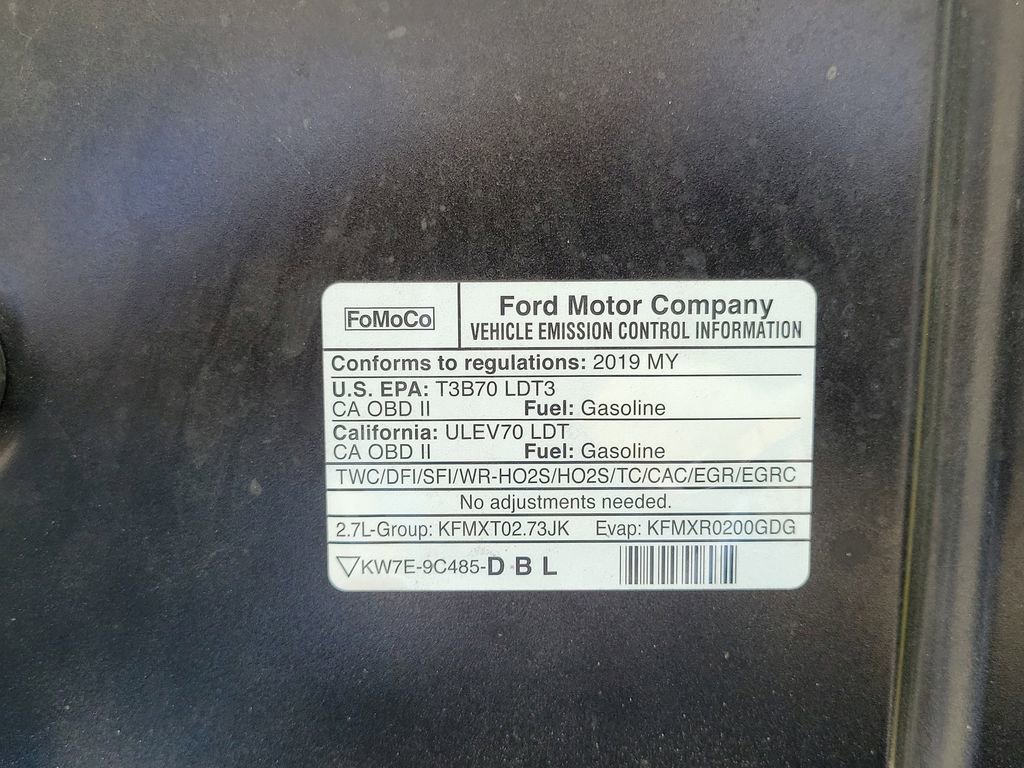 FoMoCo
Ford Motor Company
VEHICLE EMISSION CONTROL INFORMATION
Conforms to regulations: 2019 MY
U.S. EPA: T3B70 LDT3
CA OBD II Fuel: Gasoline
California: ULEV70 LDT
CA OBD II Fuel: Gasoline
TWC/DFI/SFI/WR-HO2S/HO2S/TC/CAC/EGR/EGRC
No adjustments needed.
2.7L-Group: KFMXT02.73JK Evap: KFMXR0200GDG
KW7E-9C485-D B L